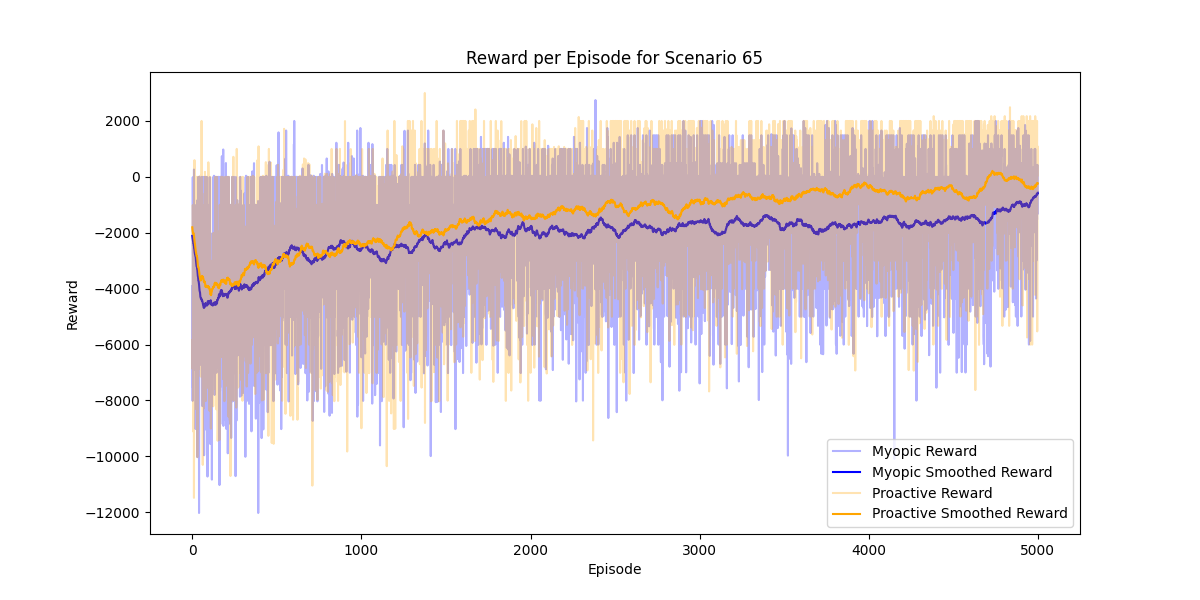 Reward per Episode for Scenario 65
Reward
2000
0
−2000
−4000
−6000
−8000
−10000
−12000
0 1000 2000 3000 4000 5000
Episode
Myopic Reward
Myopic Smoothed Reward
Proactive Reward
Proactive Smoothed Reward